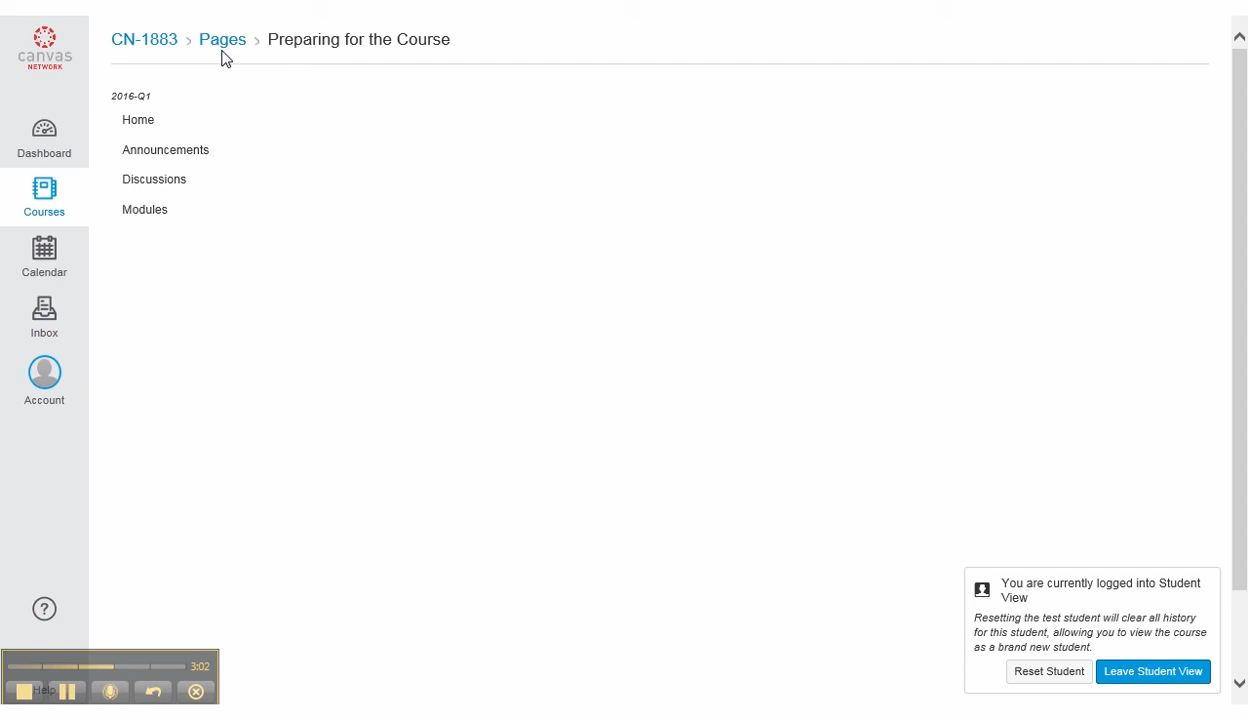 canvas
NETWORK
Dashboard
Courses
Calendar
Inbox
Account
Help
3:02
CN-1883 › Pages › Preparing for the Course
2016-Q1
Home
Announcements
Discussions
Modules
You are currently logged into Student
View
Resetting the test student will clear all history
for this student, allowing you to view the course
as a brand new student.
Reset Student
Leave Student View